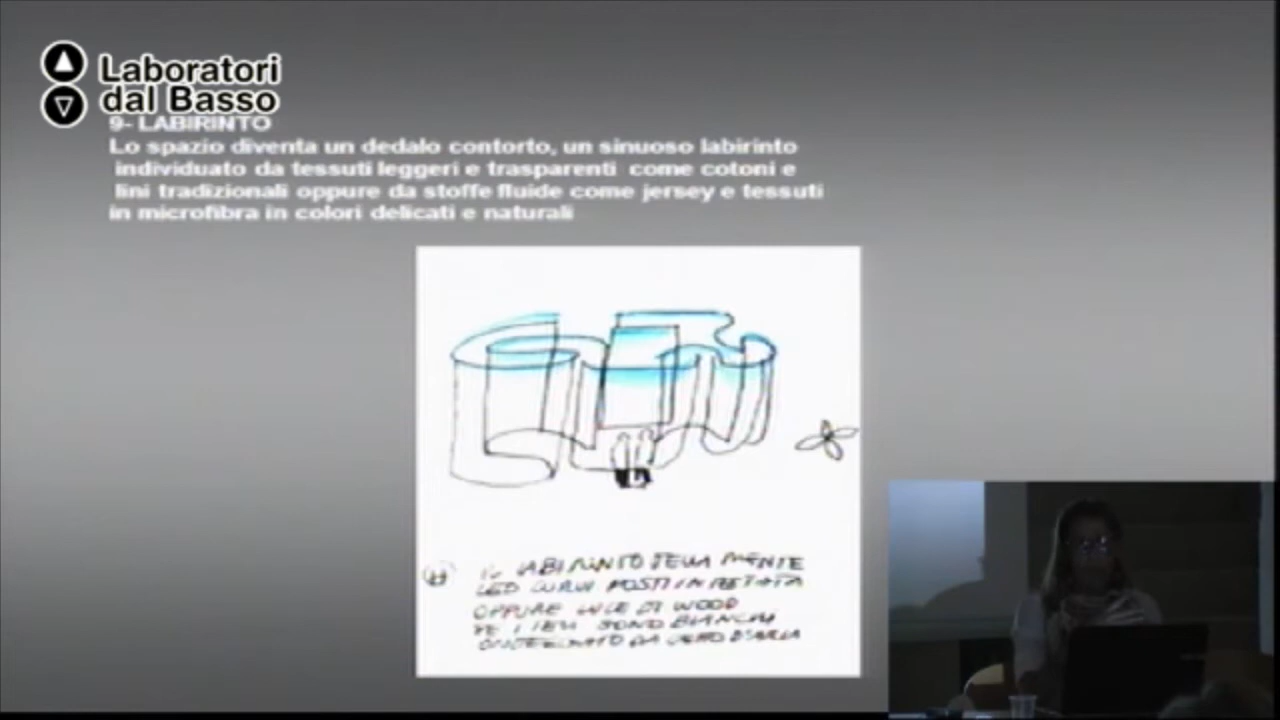 Laboratori
dal Basso
9- LABIRINTO
Lo spazio diventa un dedalo contorto, un sinuoso labirinto
individuato da tessuti leggeri e trasparenti come cotoni e
lini tradizionali oppure da stoffe fluide come jersey e tessuti
in microfibra in colori delicati e naturali
IL LABIRINTO DELLA MENTE
LED CURVI POSTI IN
OPPURE LUCE DI WOOD
SE I TELI SONO BIANCHI
DA